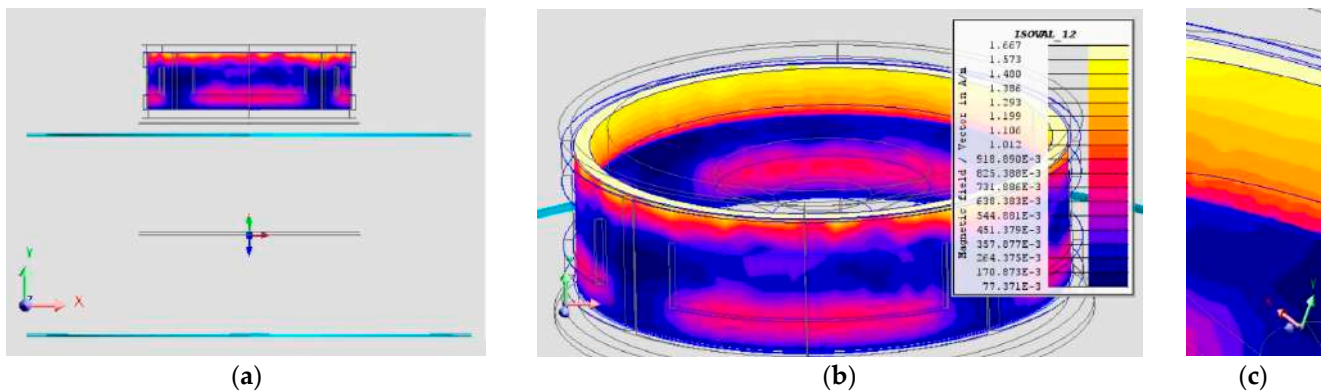 ISOVAL_12
Magnetic field / Vector in A/m
1.667
1.573
1.480
1.386
1.293
1.199
1.106
1.012
918.890E-3
825.388E-3
731.886E-3
638.383E-3
544.881E-3
451.379E-3
357.877E-3
264.375E-3
170.873E-3
77.371E-3
Y
Z
X
(a)
(b)
(c)